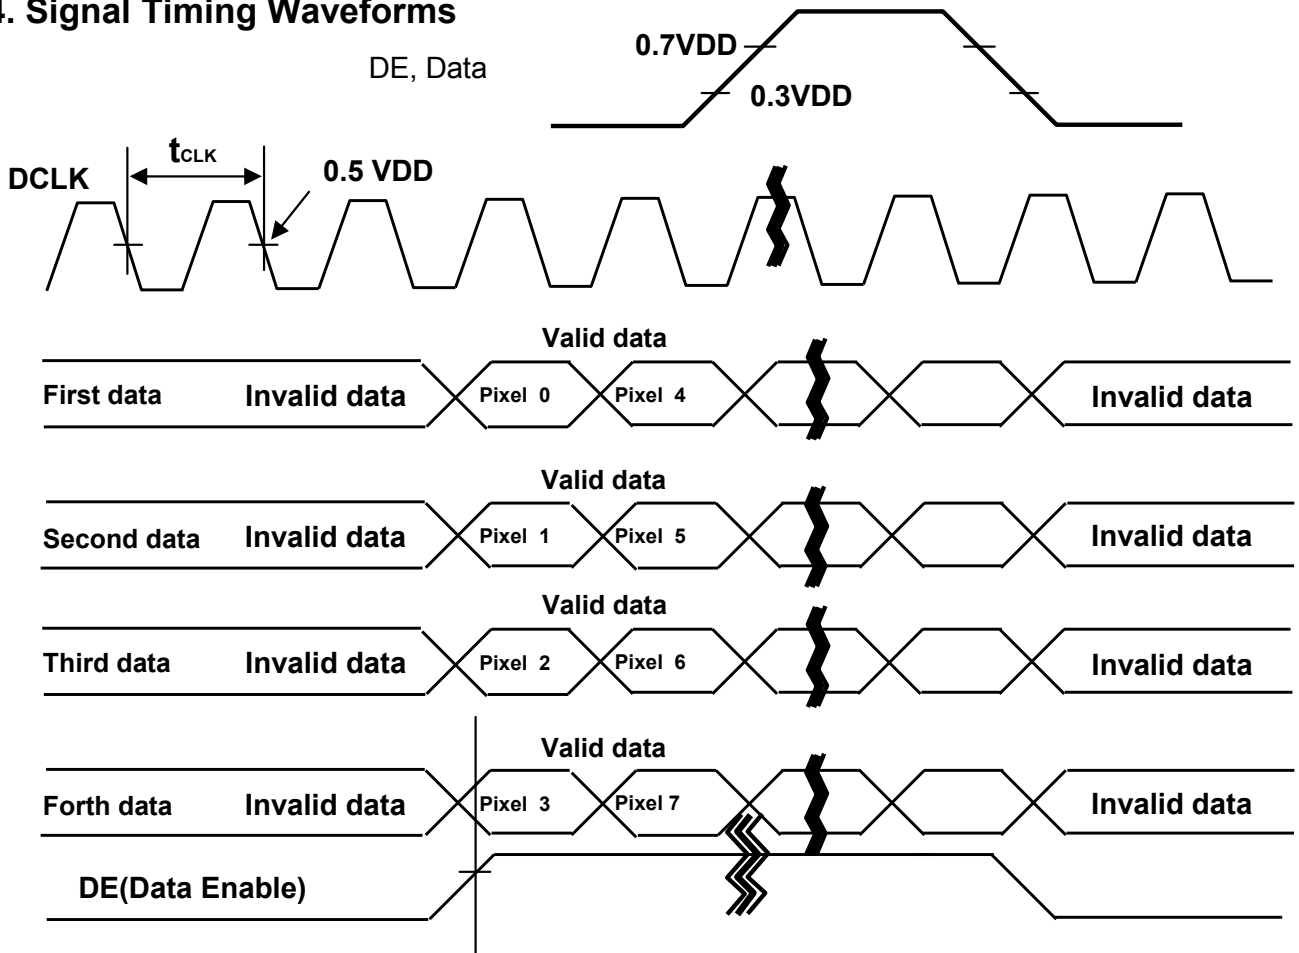 4. Signal Timing Waveforms
0.7VDD
DE, Data
0.3VDD
tCLK
0.5 VDD
DCLK
Valid data
First data Invalid data Pixel 0 Pixel 4 Invalid data
Valid data
Second data Invalid data Pixel 1 Pixel 5 Invalid data
Valid data
Third data Invalid data Pixel 2 Pixel 6 Invalid data
Valid data
Forth data Invalid data Pixel 3 Pixel 7 Invalid data
DE(Data Enable)